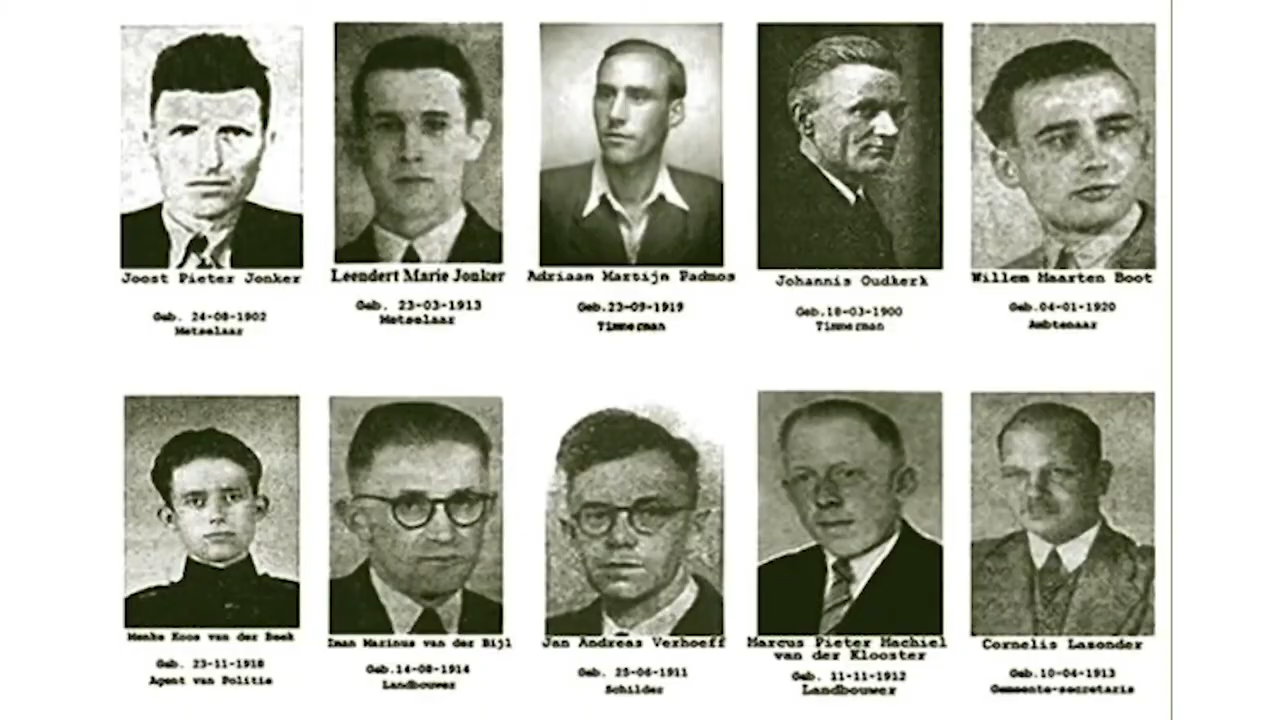 Joost Pieter Jonker
Geb. 24-08-1902
Metselaar
Leendert Marie Jonker
Geb. 23-03-1913
Metselaar
Adriaan Martijn Padmos
Geb.23-09-1919
Timmerman
Johannis Oudkerk
Geb.18-03-1900
Timmerman
Willem Maarten Boot
Geb.04-01-1920
Ambtenaar
Menke Koos van der Beek
Geb. 23-11-1918
Agent van Politie
Iman Marinus van der Bijl
Geb.14-08-1914
Landbouwer
Jan Andreas Verhoeff
Geb. 25-06-1911
Schilder
Marcus Pieter Machiel
van der Klooster
Geb. 11-11-1912
Landbouwer
Cornelis Lasonder
Geb.10-04-1913
Gemeente-secretaris